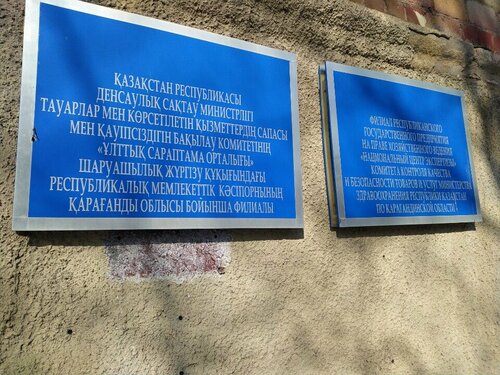 ҚАЗАҚСТАН РЕСПУБЛИКАСЫ
ДЕНСАУЛЫҚ САҚТАУ МИНИСТРЛІГІ
ТАУАРЛАР МЕН КӨРСЕТІЛЕТІН ҚЫЗМЕТТЕРДІҢ САПАСЫ
МЕН ҚАУІПСІЗДІГІН БАҚЫЛАУ КОМИТЕТІНІҢ
«ҰЛТТЫҚ САРАПТАМА ОРТАЛЫҒЫ»
ШАРУАШЫЛЫҚ ЖҮРГІЗУ ҚҰҚЫҒЫНДАҒЫ
РЕСПУБЛИКАЛЫҚ МЕМЛЕКЕТТІК КӘСІПОРНЫНЫҢ
ҚАРАҒАНДЫ ОБЛЫСЫ БОЙЫНША ФИЛИАЛЫ
ФИЛИАЛ РЕСПУБЛИКАНСКОГО
ГОСУДАРСТВЕННОГО ПРЕДПРИЯТИЯ
НА ПРАВЕ ХОЗЯЙСТВЕННОГО ВЕДЕНИЯ
«НАЦИОНАЛЬНЫЙ ЦЕНТР ЭКСПЕРТИЗЫ»
КОМИТЕТА КОНТРОЛЯ КАЧЕСТВА
И БЕЗОПАСНОСТИ ТОВАРОВ И УСЛУГ МИНИСТЕРСТВА
ЗДРАВООХРАНЕНИЯ РЕСПУБЛИКИ КАЗАХСТАН
ПО КАРАГАНДИНСКОЙ ОБЛАСТИ